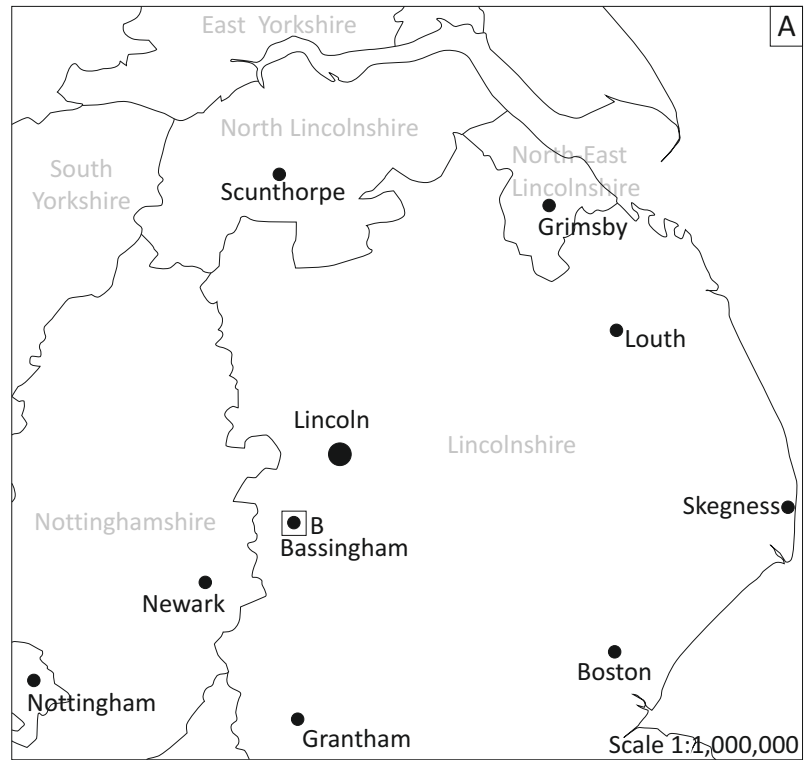 East Yorkshire
A
North Lincolnshire
South
Yorkshire
North-East
Lincolnshire
Scunthorpe
Grimsby
Louth
Lincoln
Lincolnshire
Skegness
Nottinghamshire
B
Bassingham
Newark
Boston
Nottingham
Grantham
Scale 1:1,000,000